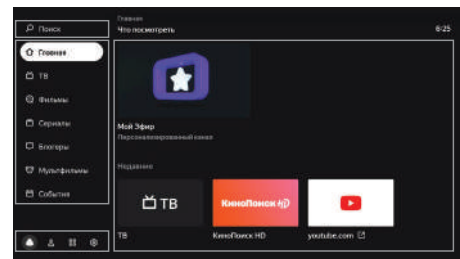 Поиск
Главная
ТВ
Фильмы
Сериалы
Блогеры
Мультфильмы
События
Главная
Что посмотреть
6:25
Мой Эфир
Персонализированный канал
Недавние
ТВ
КиноПоиск HD
ТВ
КиноПоиск HD
youtube.com